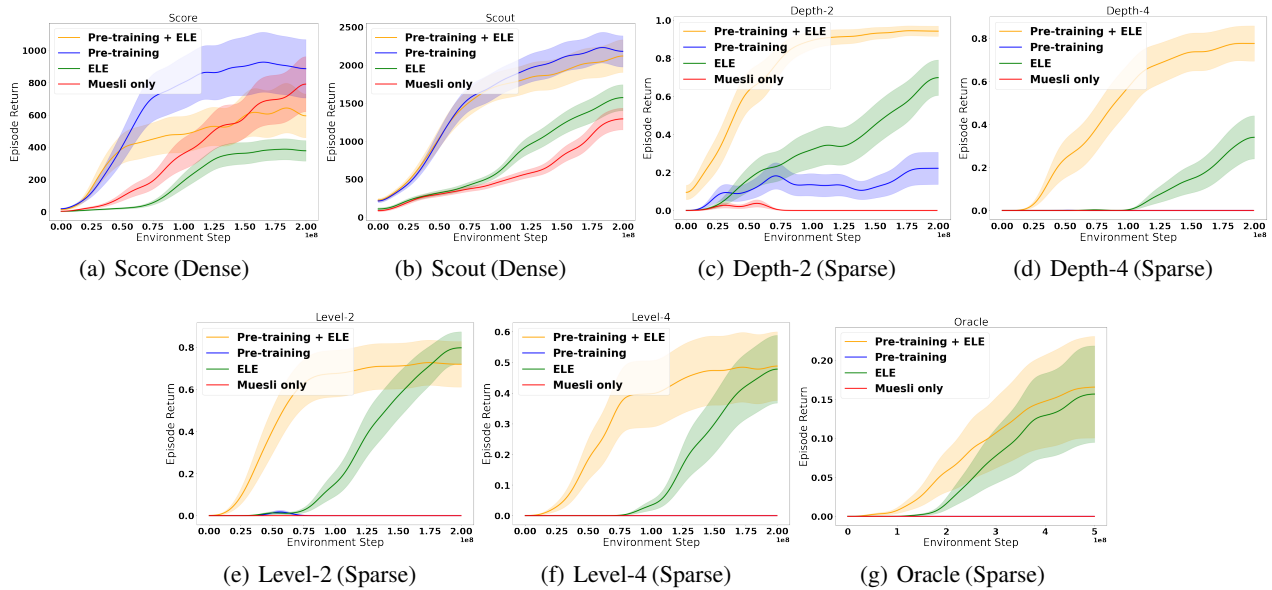 Score
Pre-training + ELE
Pre-training
ELE
Muesli only
Episode Return
1000
800
600
400
200
0
0.00 0.25 0.50 0.75 1.00 1.25 1.50 1.75 2.00
Environment Step
1e8
(a) Score (Dense)
Scout
Pre-training + ELE
Pre-training
ELE
Muesli only
Episode Return
2500
2000
1500
1000
500
0
0.00 0.25 0.50 0.75 1.00 1.25 1.50 1.75 2.00
Environment Step
1e8
(b) Scout (Dense)
Depth-2
Pre-training + ELE
Pre-training
ELE
Muesli only
Episode Return
1.0
0.8
0.6
0.4
0.2
0.0
0.00 0.25 0.50 0.75 1.00 1.25 1.50 1.75 2.00
Environment Step
1e8
(c) Depth-2 (Sparse)
Depth-4
Pre-training + ELE
Pre-training
ELE
Muesli only
Episode Return
0.8
0.6
0.4
0.2
0.0
0.00 0.25 0.50 0.75 1.00 1.25 1.50 1.75 2.00
Environment Step
1e8
(d) Depth-4 (Sparse)
Level-2
Pre-training + ELE
Pre-training
ELE
Muesli only
Episode Return
0.8
0.6
0.4
0.2
0.0
0.00 0.25 0.50 0.75 1.00 1.25 1.50 1.75 2.00
Environment Step
1e8
(e) Level-2 (Sparse)
Level-4
Pre-training + ELE
Pre-training
ELE
Muesli only
Episode Return
0.6
0.5
0.4
0.3
0.2
0.1
0.0
0.00 0.25 0.50 0.75 1.00 1.25 1.50 1.75 2.00
Environment Step
1e8
(f) Level-4 (Sparse)
Oracle
Pre-training + ELE
Pre-training
ELE
Muesli only
Episode Return
0.20
0.15
0.10
0.05
0.00
0 1 2 3 4 5
Environment Step
1e8
(g) Oracle (Sparse)